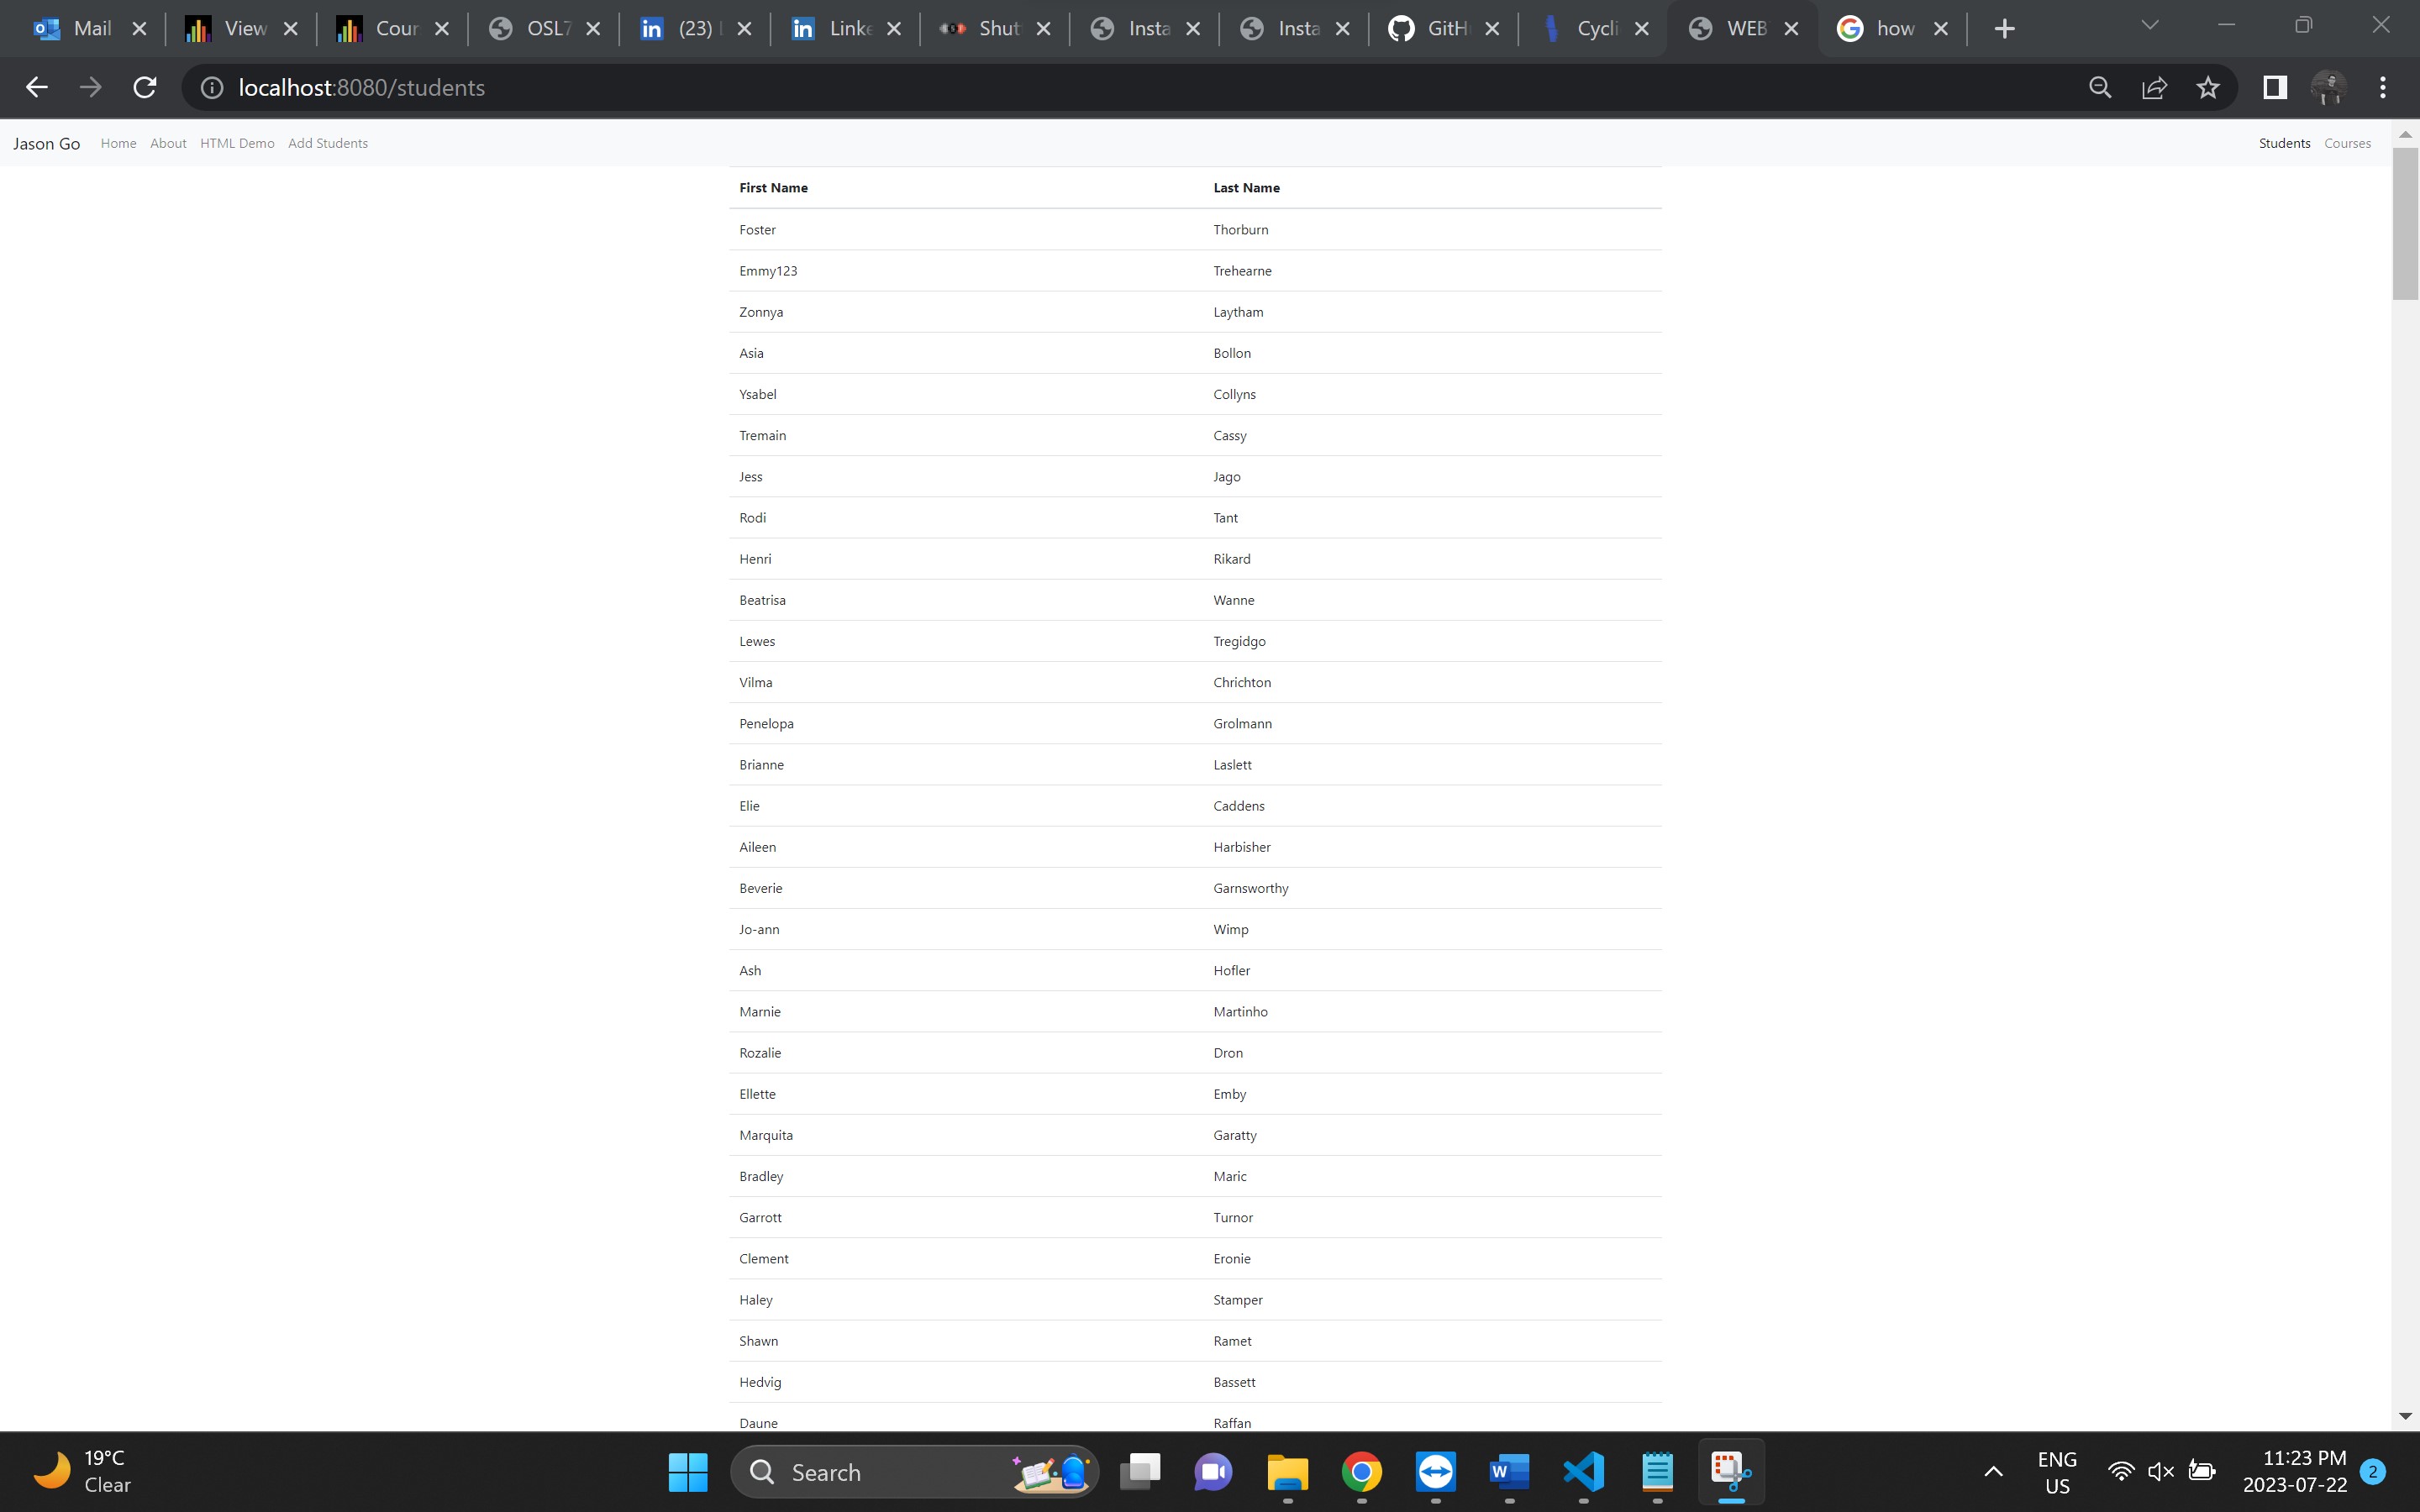 Mail View Cour OSL7 (23) L Linke Shut Insta Insta GitH Cycli WEB how
localhost:8080/students
Jason Go Home About HTML Demo Add Students Students Courses
First Name Last Name
Foster Thorburn
Emmy123 Trehearne
Zonnya Laytham
Asia Bollon
Ysabel Collyns
Tremain Cassy
Jess Jago
Rodi Tant
Henri Rikard
Beatrisa Wanne
Lewes Tregidgo
Vilma Chrichton
Penelopa Grolmann
Brianne Laslett
Elie Caddens
Aileen Harbisher
Beverie Garnsworthy
Jo-ann Wimp
Ash Hofler
Marnie Martinho
Rozalie Dron
Ellette Emby
Marquita Garatty
Bradley Maric
Garrott Turnor
Clement Eronie
Haley Stamper
Shawn Ramet
Hedvig Bassett
Daune Raffan
19°C
Clear
Search
ENG
US
11:23 PM
2023-07-22
2